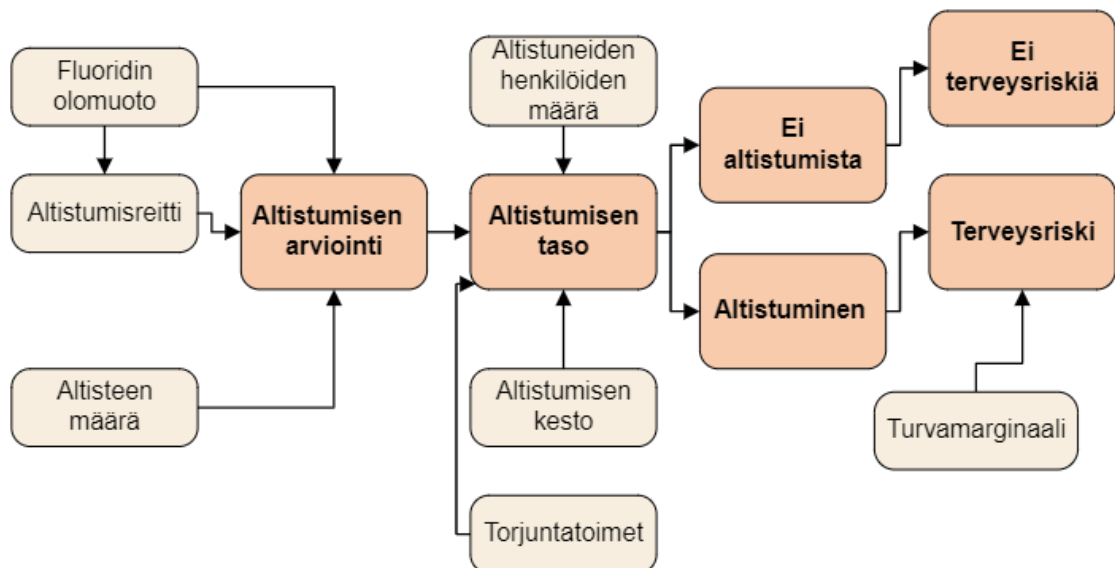 Fluoridin
olomuoto
Altistumisreitti
Altisteen
määrä
Altistumisen
arviointi
Altistuneiden
henkilöiden
määrä
Altistumisen
taso
Altistumisen
kesto
Torjuntatoimet
Ei
altistumista
Altistuminen
Ei
terveysriskiä
Terveysriski
Turvamarginaali